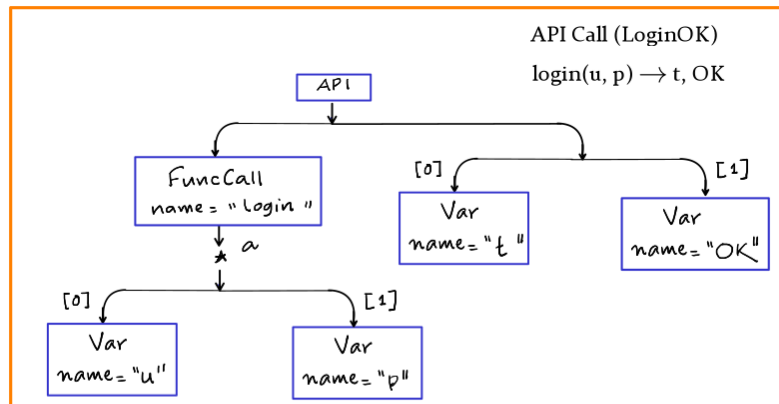 API Call (LoginOK)
login(u, p) → t, OK
API
FuncCall
name= "login"
a
[0]
[1]
Var
name="t"
Var
name="OK"
[0]
[1]
Var
name="u"
Var
name="p"